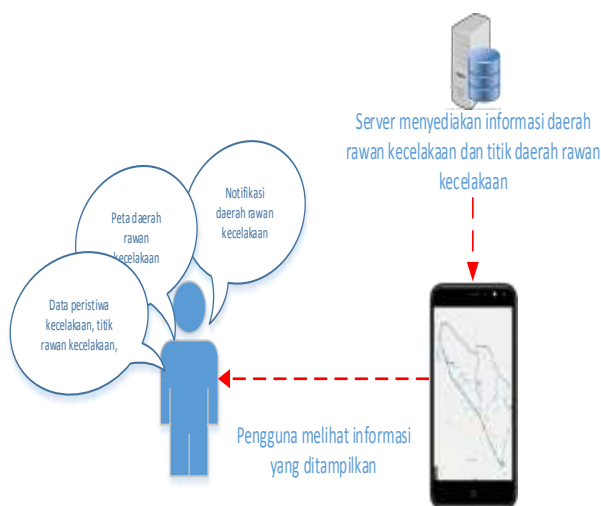 Server menyediakan informasi daerah
rawan kecelakaan dan titik daerah rawan
kecelakaan
Notifikasi
daerah rawan
kecelakaan
Peta daerah
rawan
kecelakaan
Data peristiwa
kecelakaan, titik
rawan kecelakaan,
Pengguna melihat informasi
yang ditampilkan